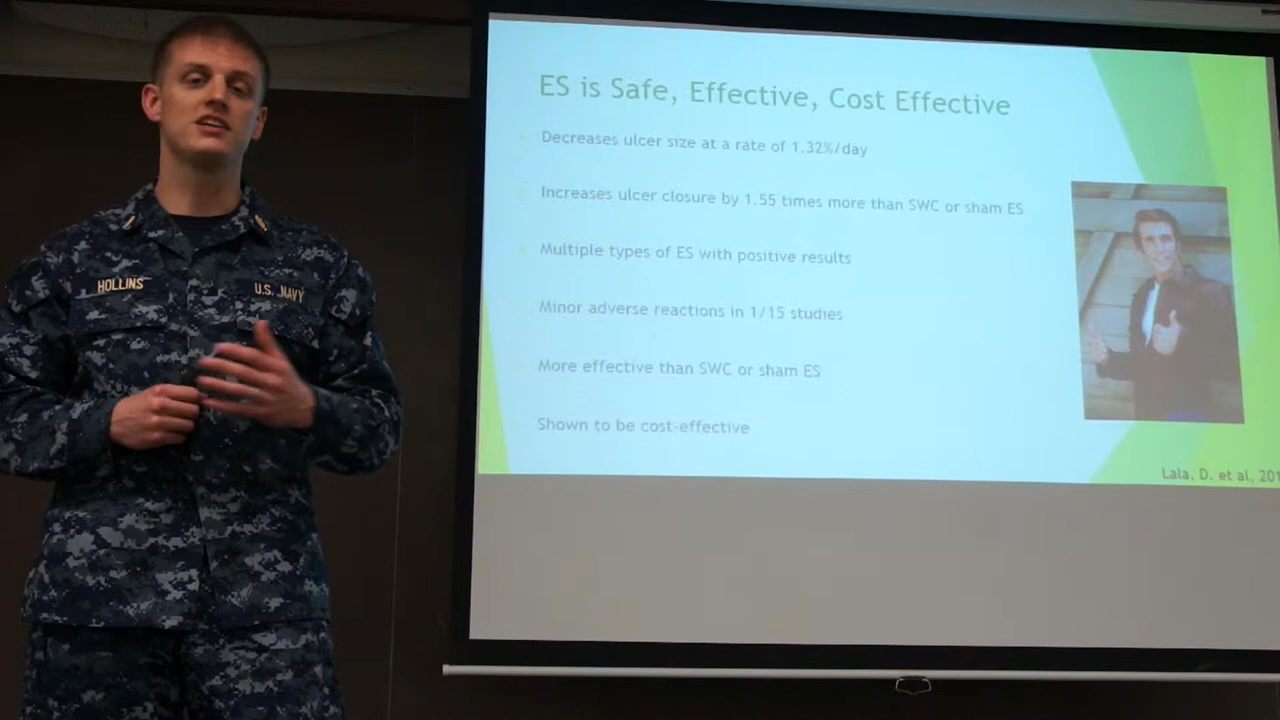 HOLLINS
U.S. NAVY
ES is Safe, Effective, Cost Effective
Decreases ulcer size at a rate of 1.32%/day
Increases ulcer closure by 1.55 times more than SWC or sham ES
Multiple types of ES with positive results
Minor adverse reactions in 1/15 studies
More effective than SWC or sham ES
Shown to be cost-effective
Lala, D. et al, 201